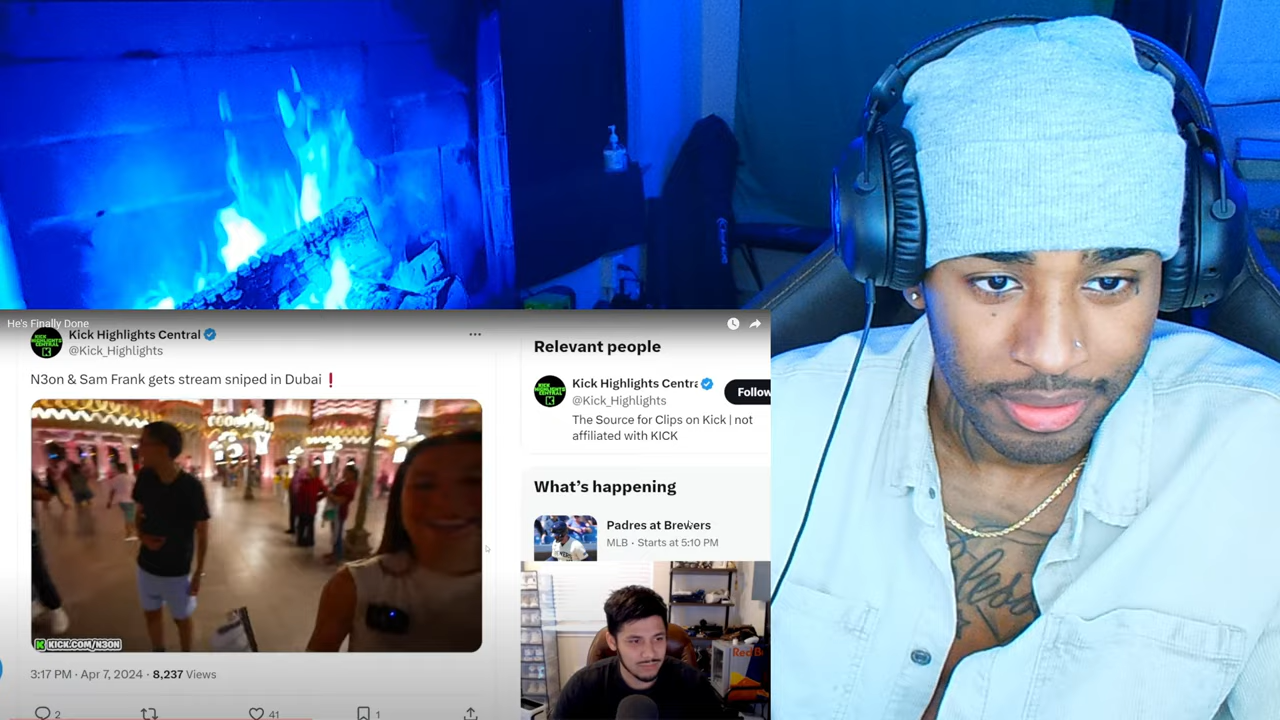 He's Finally Done
Kick Highlights Central
@Kick_Highlights
N3on & Sam Frank gets stream sniped in Dubai❗
KICK.COM/N3ON
3:17 PM · Apr 7, 2024 · 8,237 Views
2
41
1
Relevant people
Kick Highlights Centra
@Kick_Highlights
Follow
The Source for Clips on Kick | not
affiliated with KICK
What's happening
Padres at Brewers
MLB · Starts at 5:10 PM